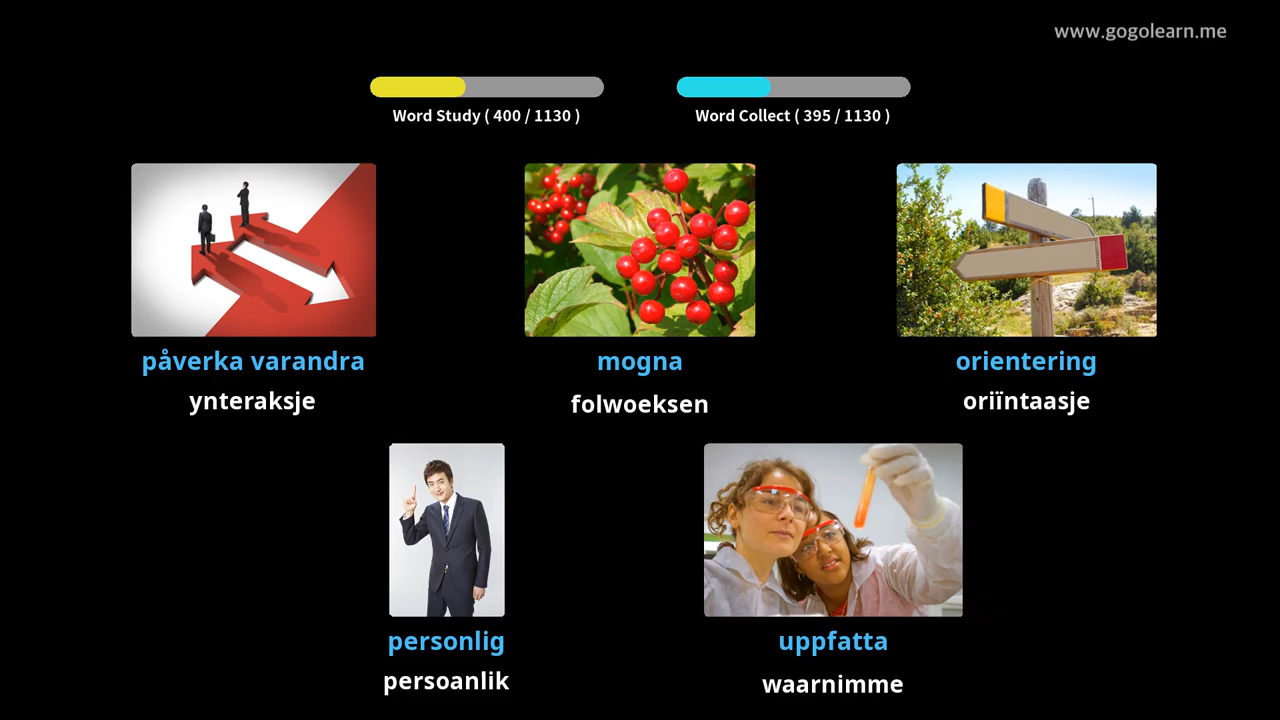 www.gogolearn.me
Word Study ( 400 / 1130 )
Word Collect ( 395 / 1130 )
påverka varandra
ynteraksje
mogna
folwoeksen
orientering
oriïntaasje
personlig
persoanlik
uppfatta
waarnimme